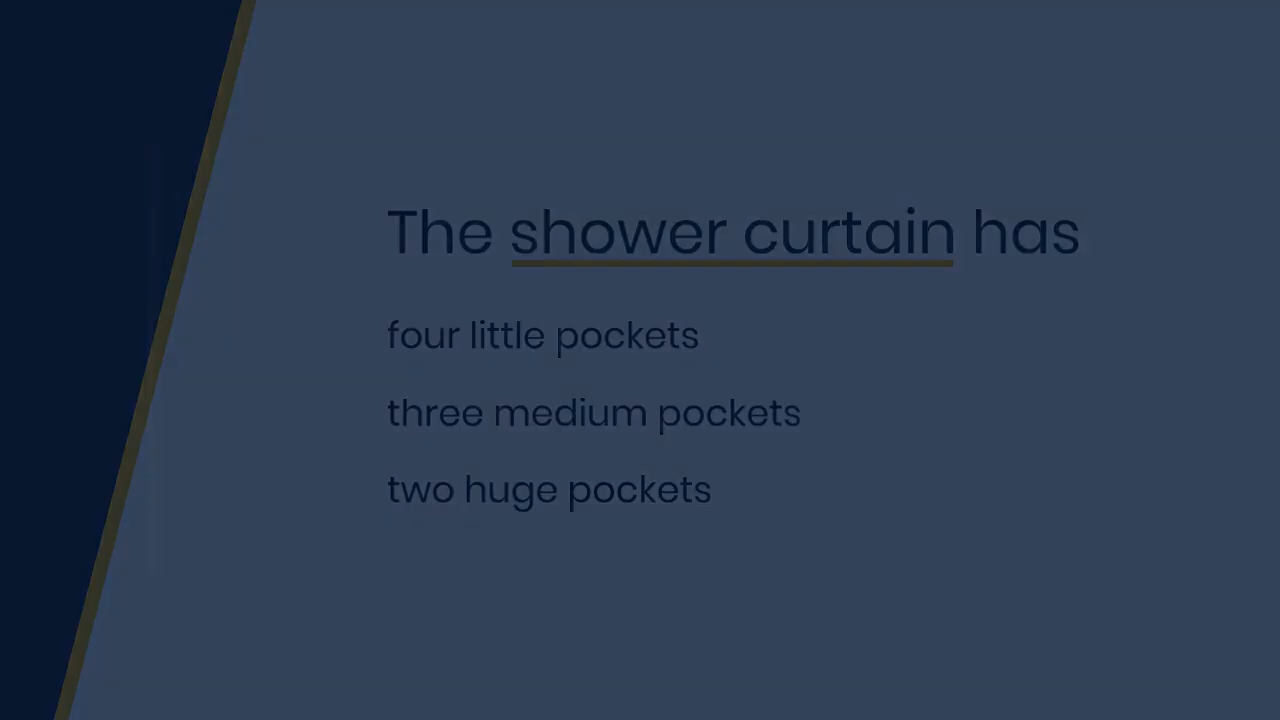 The shower curtain has
four little pockets
three medium pockets
two huge pockets